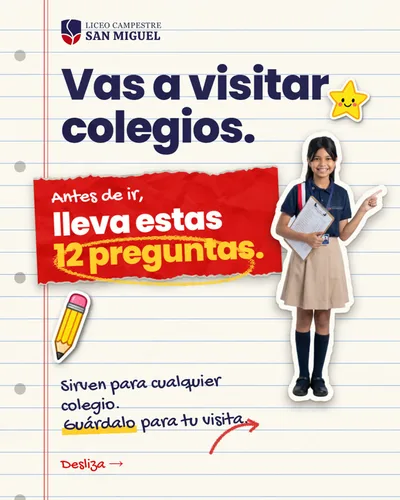 LICEO CAMPESTRE
SAN MIGUEL
Vas a visitar
colegios.
Antes de ir,
lleva estas
12 preguntas.
Sirven para cualquier
colegio.
Guárdalo para tu visita.
Desliza →